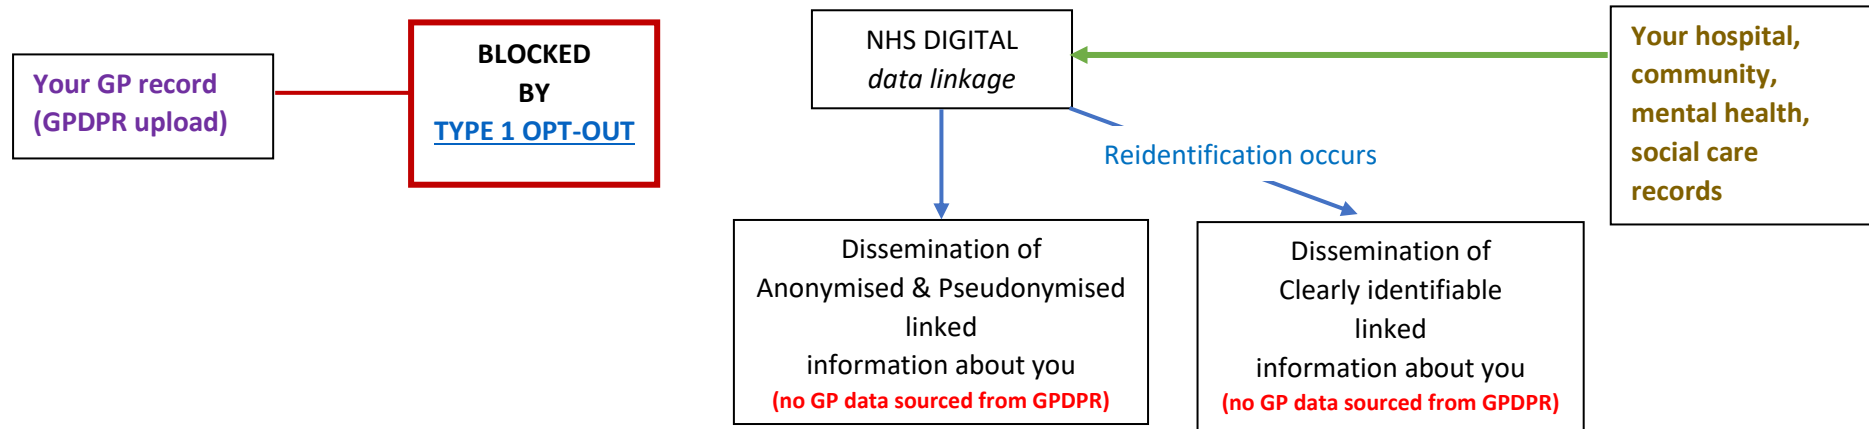 Your GP record
(GPDPR upload)
BLOCKED
BY
TYPE 1 OPT-OUT
NHS DIGITAL
data linkage
Your hospital,
community,
mental health,
social care
records
Reidentification occurs
Dissemination of
Anonymised & Pseudonymised
linked
information about you
(no GP data sourced from GPDPR)
Dissemination of
Clearly identifiable
linked
information about you
(no GP data sourced from GPDPR)